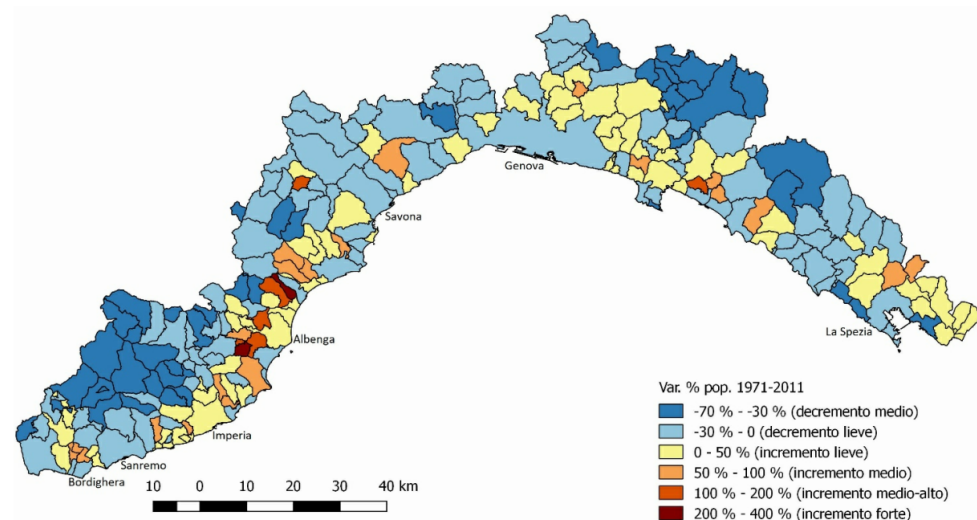 Genova
Savona
Albenga
La Spezia
Imperia
Sanremo
Bordighera
Var. % pop. 1971-2011
-70 % - -30 % (decremento medio)
-30 % - 0 (decremento lieve)
0 - 50 % (incremento lieve)
50 % - 100 % (incremento medio)
100 % - 200 % (incremento medio-alto)
200 % - 400 % (incremento forte)
10 0 10 20 30 40 km